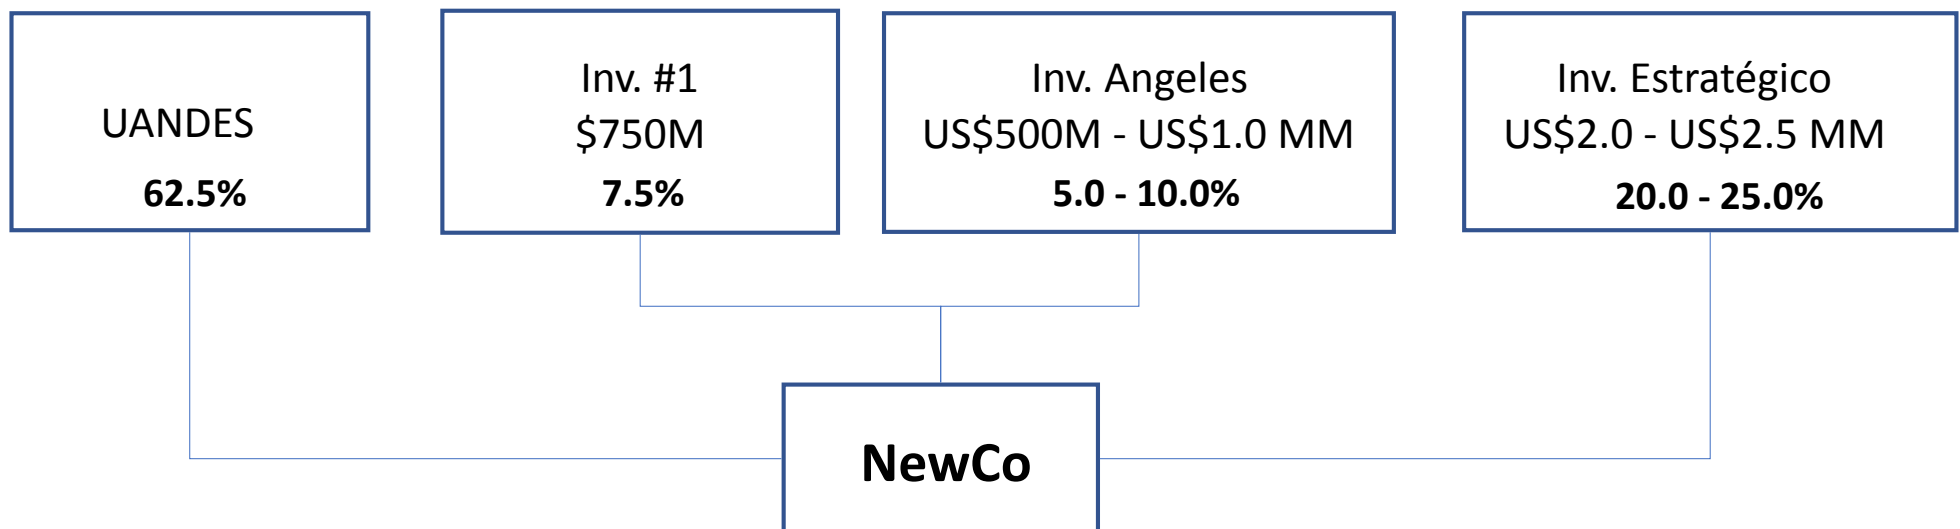 UANDES
62.5%
Inv. #1
$750M
7.5%
Inv. Angeles
US$500M - US$1.0 MM
5.0 - 10.0%
Inv. Estratégico
US$2.0 - US$2.5 MM
20.0 - 25.0%
NewCo